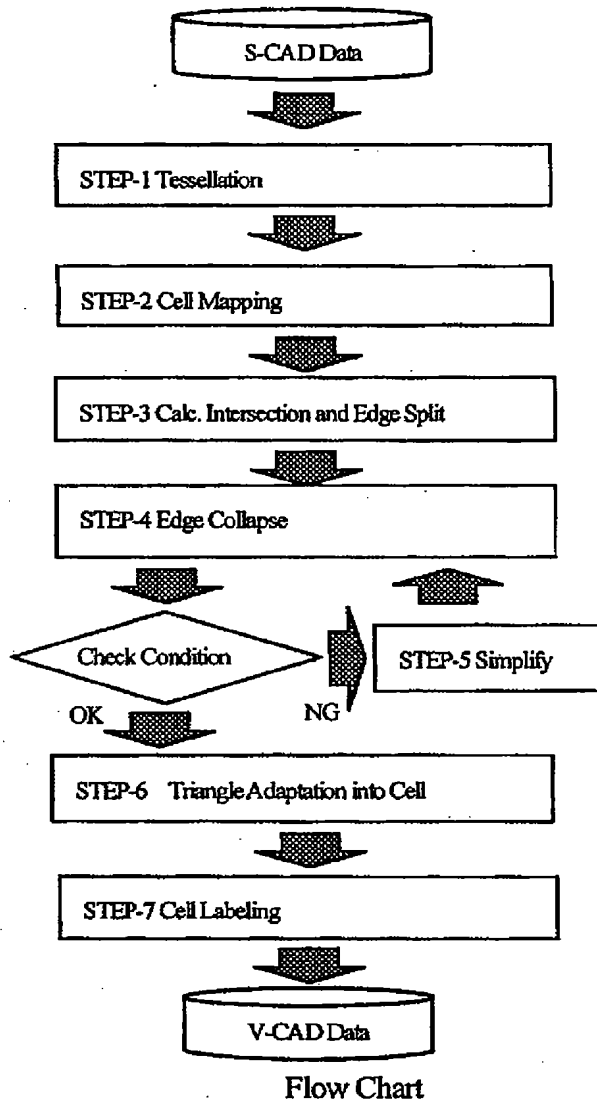 S-CAD Data
STEP-1 Tessellation
STEP-2 Cell Mapping
STEP-3 Calc. Intersection and Edge Split
STEP-4 Edge Collapse
Check Condition
STEP-5 Simplify
OK
NG
STEP-6 Triangle Adaptation into Cell
STEP-7 Cell Labeling
V-CAD Data
Flow Chart